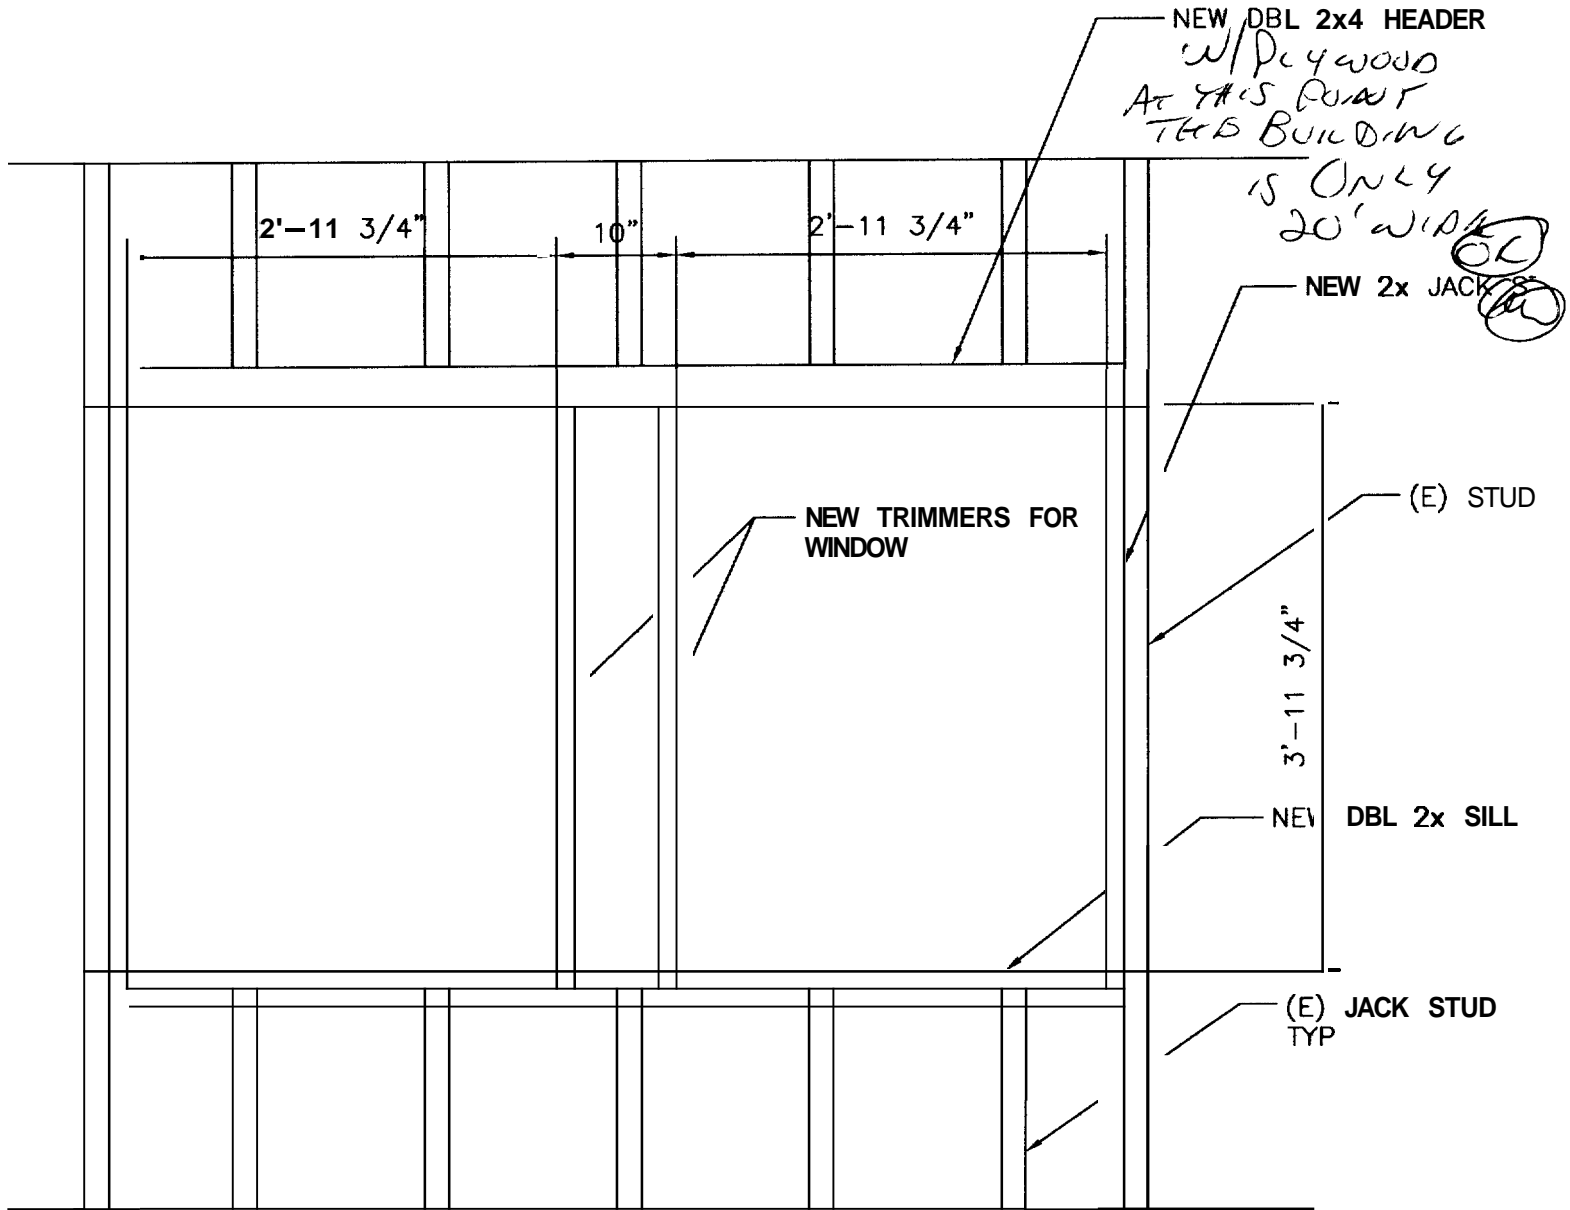 NEW DBL 2x4 HEADER
W/PLYWOOD
AT THIS POINT
THE BUILDING
IS ONLY
20' WIDE
OK
2'-11 3/4"
10"
2'-11 3/4"
NEW 2x JACK
(E) STUD
NEW TRIMMERS FOR
WINDOW
3'-11 3/4"
NEW DBL 2x SILL
(E) JACK STUD
TYP